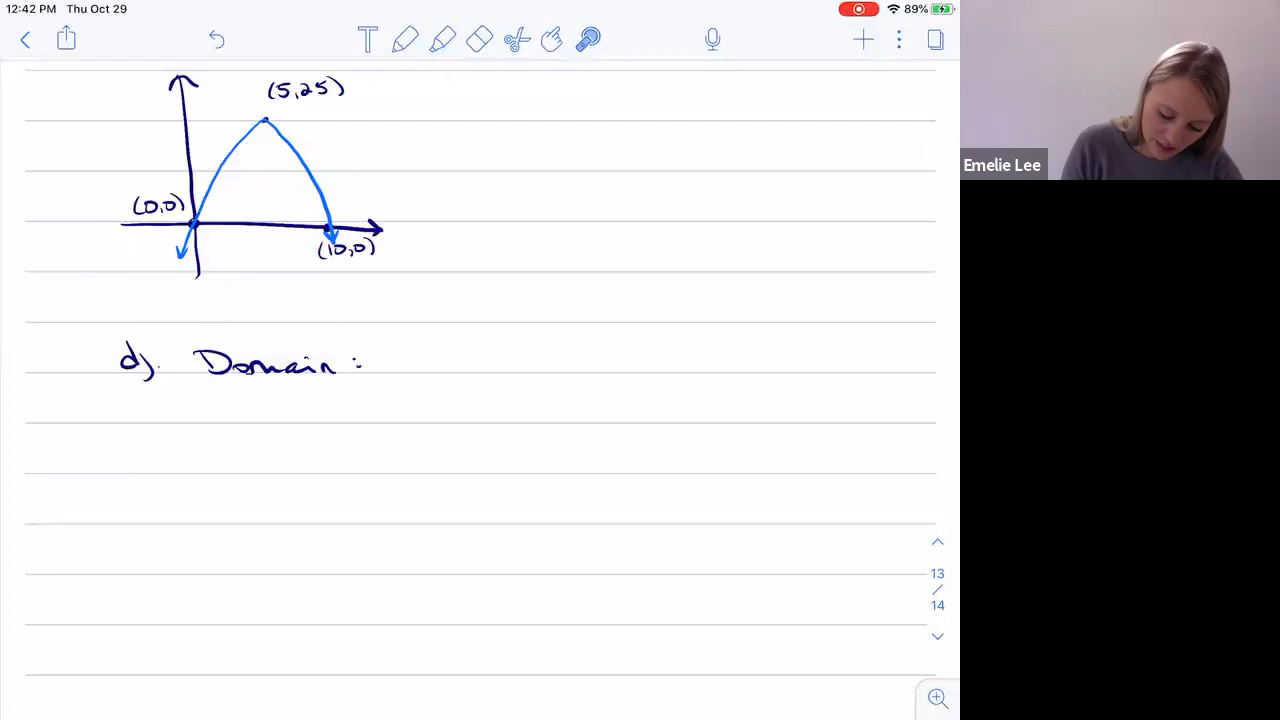 12:42 PM Thu Oct 29
89%
T
(5,25)
(0,0)
(10,0)
Emelie Lee
d). Domain :
13
/
14